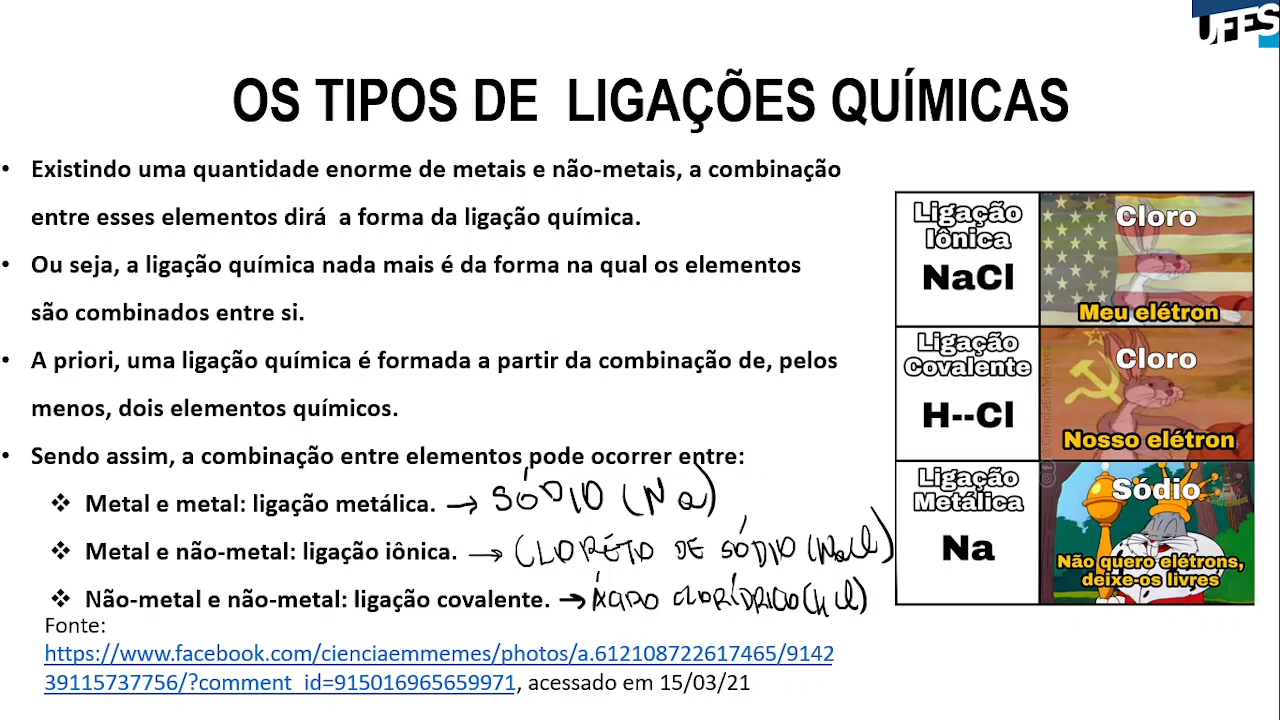 UFES
OS TIPOS DE LIGAÇÕES QUÍMICAS
• Existindo uma quantidade enorme de metais e não-metais, a combinação
entre esses elementos dirá a forma da ligação química.
• Ou seja, a ligação química nada mais é da forma na qual os elementos
são combinados entre si.
• A priori, uma ligação química é formada a partir da combinação de, pelos
menos, dois elementos químicos.
• Sendo assim, a combinação entre elementos pode ocorrer entre:
❖ Metal e metal: ligação metálica. → SÓDIO (Na)
❖ Metal e não-metal: ligação iônica. → CLORETO DE SÓDIO (NaCl)
❖ Não-metal e não-metal: ligação covalente. → ÁCIDO CLORÍDRICO (HCl)
Fonte:
https://www.facebook.com/cienciaemmemes/photos/a.612108722617465/9142
39115737756/?comment_id=915016965659971, acessado em 15/03/21
Ligação
Iônica
NaCl
Cloro
Meu elétron
Ligação
Covalente
H--Cl
Cloro
Nosso elétron
Ligação
Metálica
Na
Sódio
Não quero elétrons,
deixe-os livres